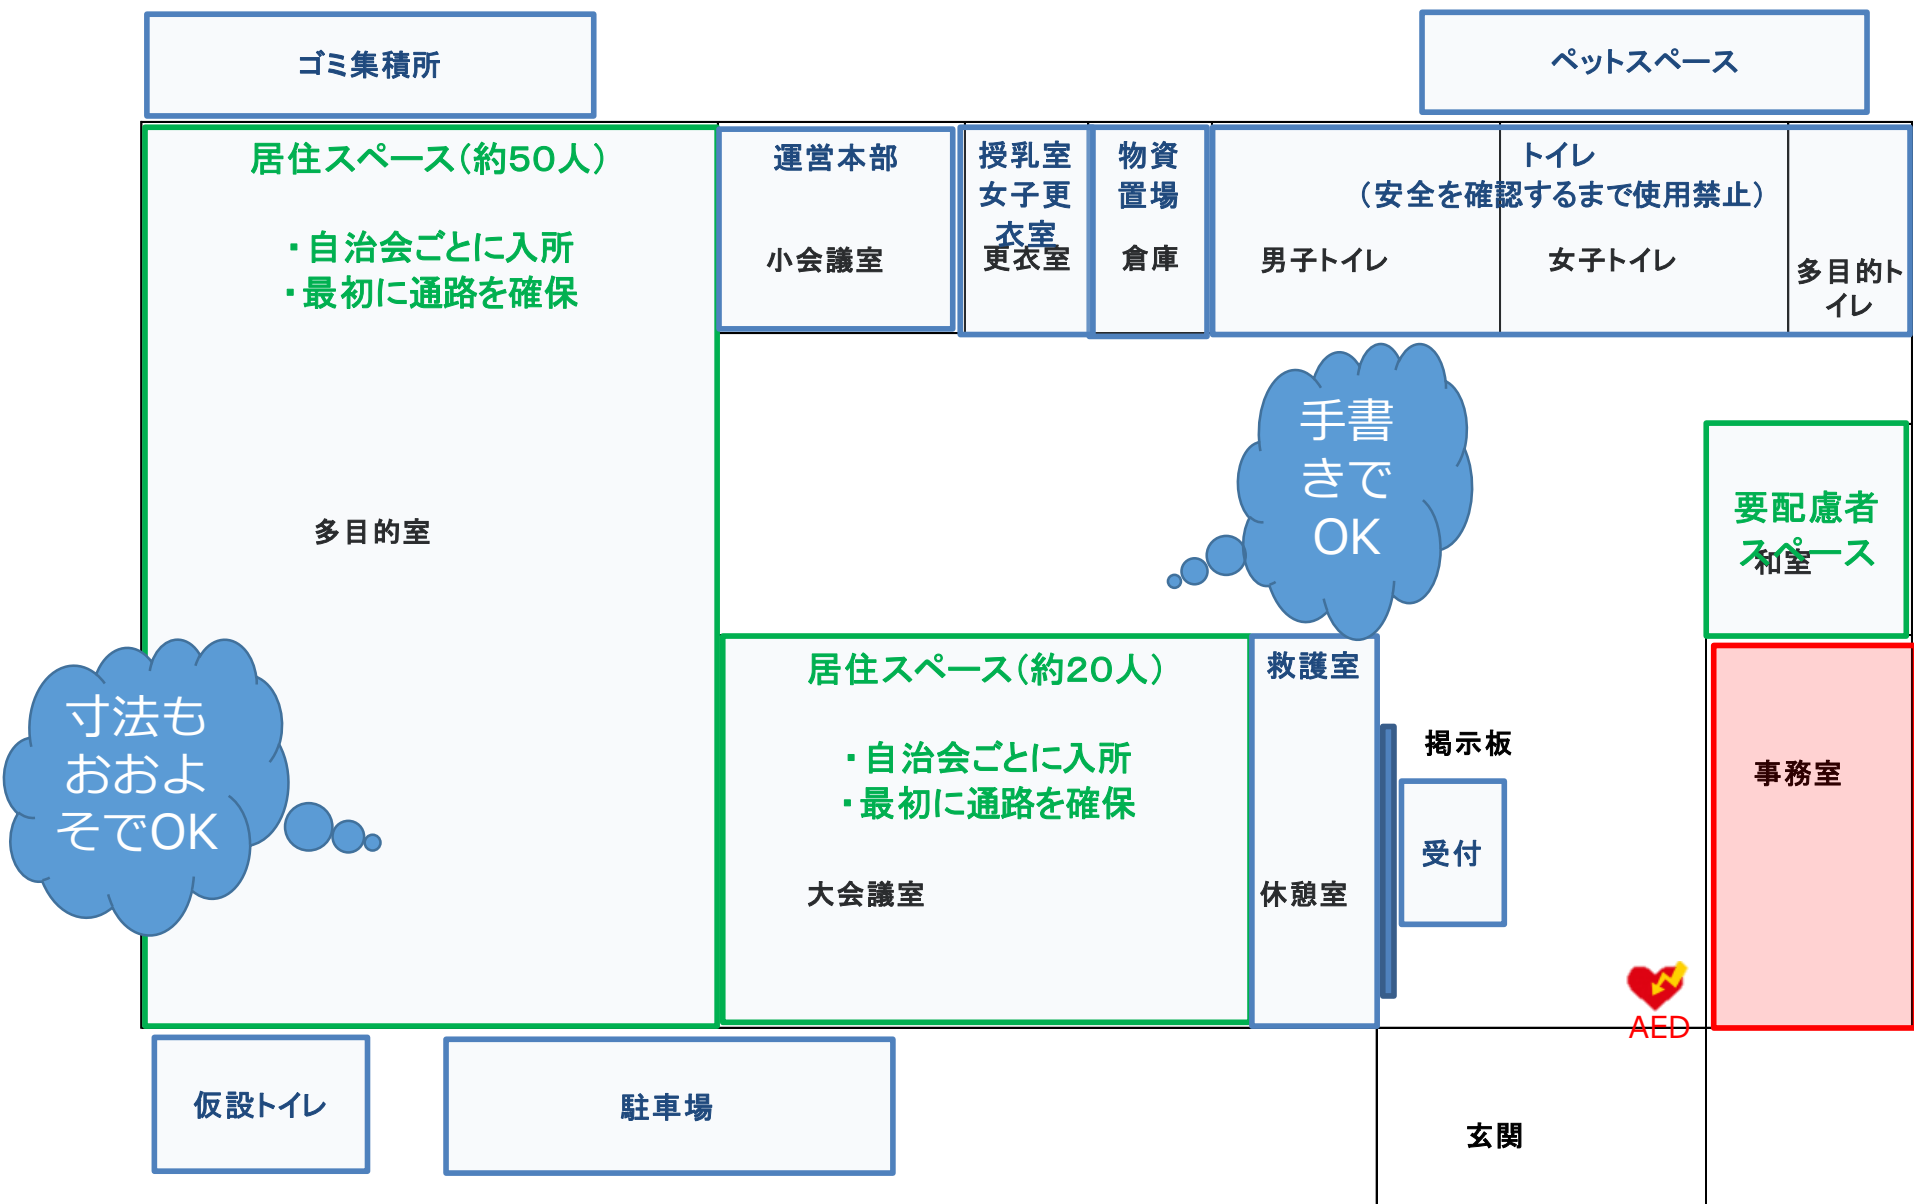 ゴミ集積所
ペットスペース
居住スペース(約50人)
・自治会ごとに入所
・最初に通路を確保
多目的室
運営本部
小会議室
授乳室
女子更
衣室
更衣室
物資
置場
倉庫
トイレ
(安全を確認するまで使用禁止)
男子トイレ
女子トイレ
多目的ト
イレ
手書
きで
OK
要配慮者
スペース
和室
寸法も
おおよ
そでOK
居住スペース(約20人)
・自治会ごとに入所
・最初に通路を確保
大会議室
救護室
休憩室
掲示板
受付
事務室
AED
仮設トイレ
駐車場
玄関